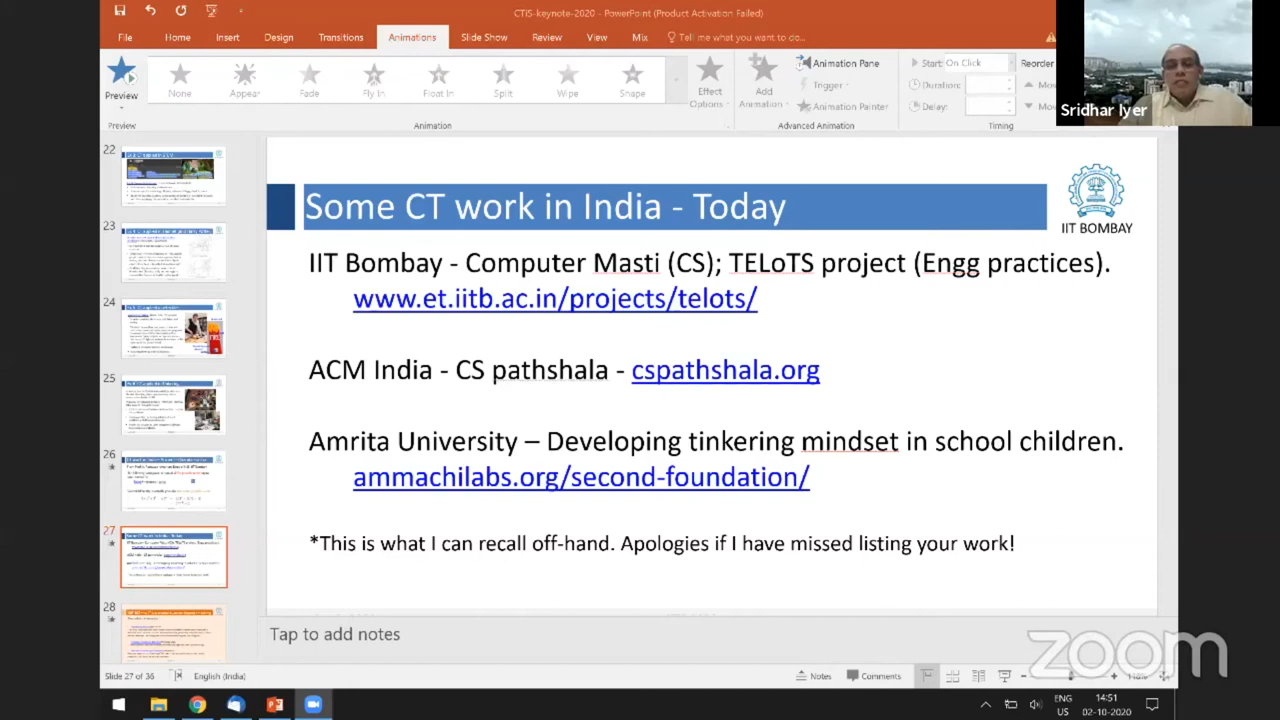 CTiS-keynote-2020 - PowerPoint (Product Activation Failed)
File Home Insert Design Transitions Animations Slide Show Review View Mix Tell me what you want to do...
Preview None Appear Fade Fly In Float In Split Wipe Shape
Effect Options
Add Animation
Animation Pane
Trigger
Animation Painter
Start: On Click
Duration:
Delay:
Reorder
Preview Animation Advanced Animation Timing
Sridhar Iyer
22
23
24
25
26
27
28
Some CT work in India - Today
IIT BOMBAY
IIT Bombay - Computer Masti (CS); TELoTS project (Engg practices).
www.et.iitb.ac.in/projects/telots/
ACM India - CS pathshala - cspathshala.org
Amrita University – Developing tinkering mindset in school children.
ammachilabs.org/second-foundation/
*This is what I can recall off-hand. Apologies if I have missed listing your work!
Tap to add notes
zoom
Slide 27 of 36 English (India) Notes Comments
ENG
US
14:51
02-10-2020